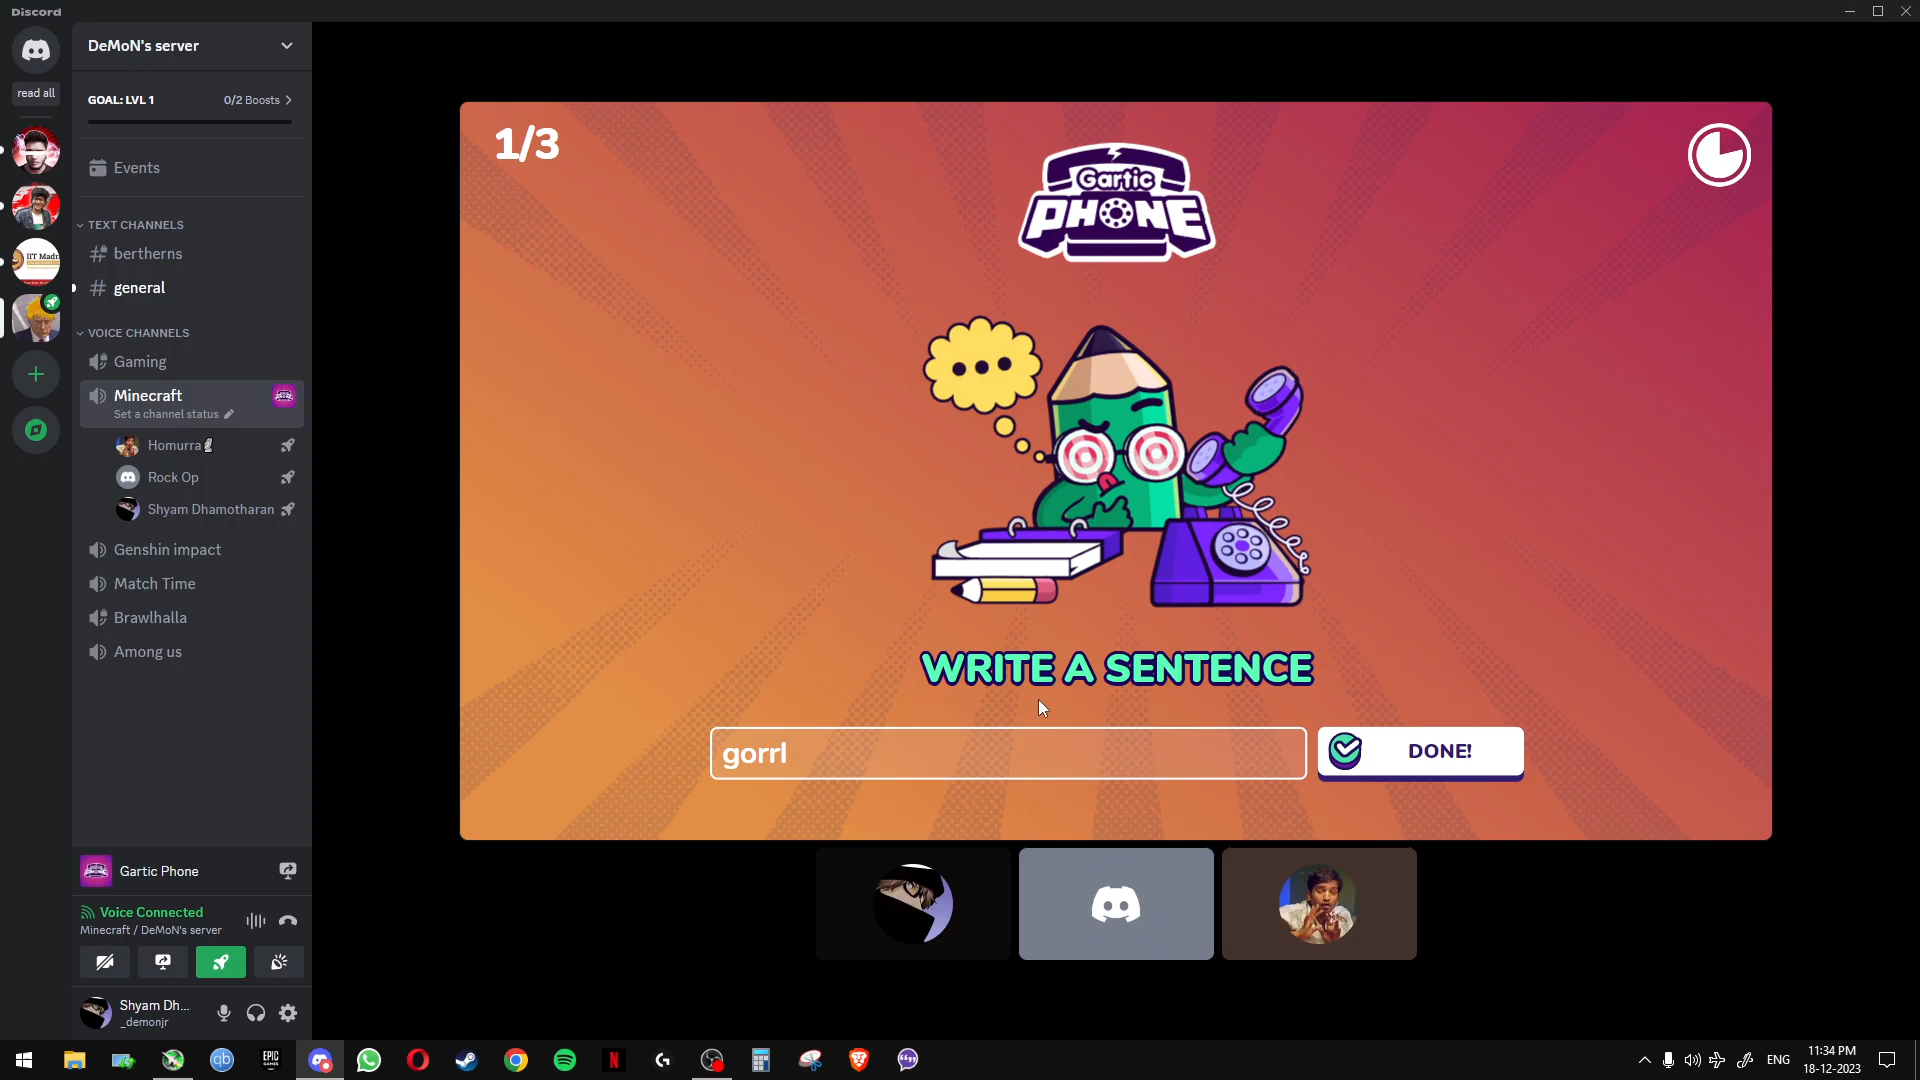 Discord
DeMoN's server
read all
GOAL: LVL 1
0/2 Boosts
Events
TEXT CHANNELS
bertherns
general
VOICE CHANNELS
Gaming
Minecraft
Set a channel status
Homurra
Rock Op
Shyam Dhamotharan
Genshin impact
Match Time
Brawlhalla
Among us
1/3
Gartic
PHONE
WRITE A SENTENCE
gorrl
DONE!
Gartic Phone
Voice Connected
Minecraft / DeMoN's server
Shyam Dh...
_demonjr
qb
EPIC
GAMES
N
ENG
11:34 PM
18-12-2023